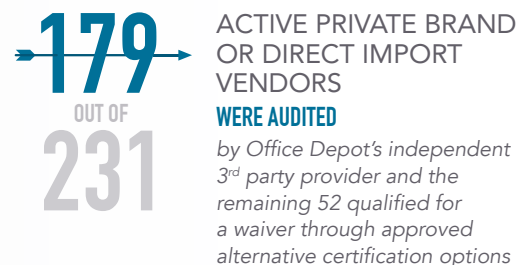 179
OUT OF
231
ACTIVE PRIVATE BRAND
OR DIRECT IMPORT
VENDORS
WERE AUDITED
by Office Depot's independent
3rd party provider and the
remaining 52 qualified for
a waiver through approved
alternative certification options